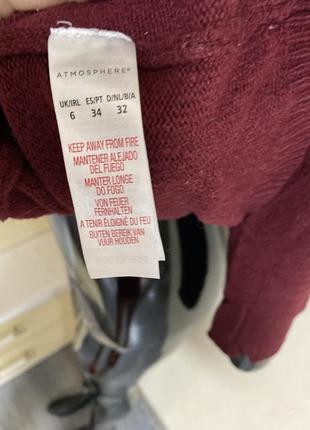 ATMOSPHERE®
UK/IRL ES/PT D/NL/B/A
6 34 32
KEEP AWAY FROM FIRE
MANTENER ALEJADO
DEL FUEGO
MANTER LONGE
DO FOGO
VON FEUER
FERNHALTEN
A TENIR ÉLOIGNÉ DU FEU
BUITEN BEREIK VAN
VUUR HOUDEN